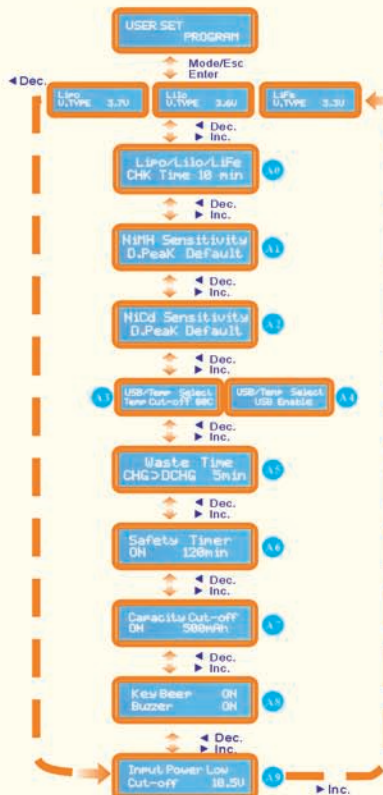 USER SET
PROGRAM
Mode/Esc
Enter
◄ Dec.
Lipo
V.TYPE 3.7V
LiIo
V.TYPE 3.6V
LiFe
V.TYPE 3.3V
◄ Dec.
► Inc.
Lipo/LiIo/LiFe
CHK Time 10 min
A0
◄ Dec.
► Inc.
NiMH Sensitivity
D.Peak Default
A1
◄ Dec.
► Inc.
NiCd Sensitivity
D.Peak Default
A2
◄ Dec.
► Inc.
A3
USB/Temp Select
Temp Cut-off 80C
USB/Temp Select
USB Enable
A4
◄ Dec.
► Inc.
Waste Time
CHG>DCHG 5min
A5
◄ Dec.
► Inc.
Safety Timer
ON 120min
A6
◄ Dec.
► Inc.
Capacity Cut-off
ON 500mAh
A7
◄ Dec.
► Inc.
Key Beep ON
Buzzer ON
A8
◄ Dec.
► Inc.
Input Power Low
Cut-off 10.5V
A9
► Inc.